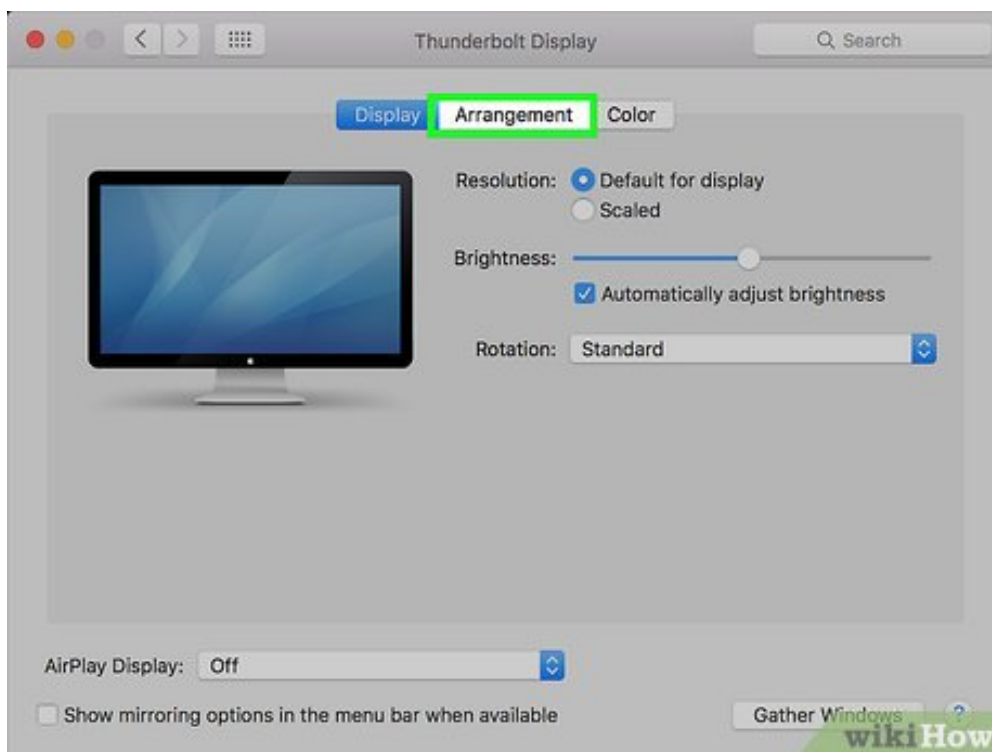 Thunderbolt Display
Search
Display Arrangement Color
Resolution: Default for display
Scaled
Brightness:
Automatically adjust brightness
Rotation: Standard
AirPlay Display: Off
Show mirroring options in the menu bar when available
Gather Windows ?
wikiHow